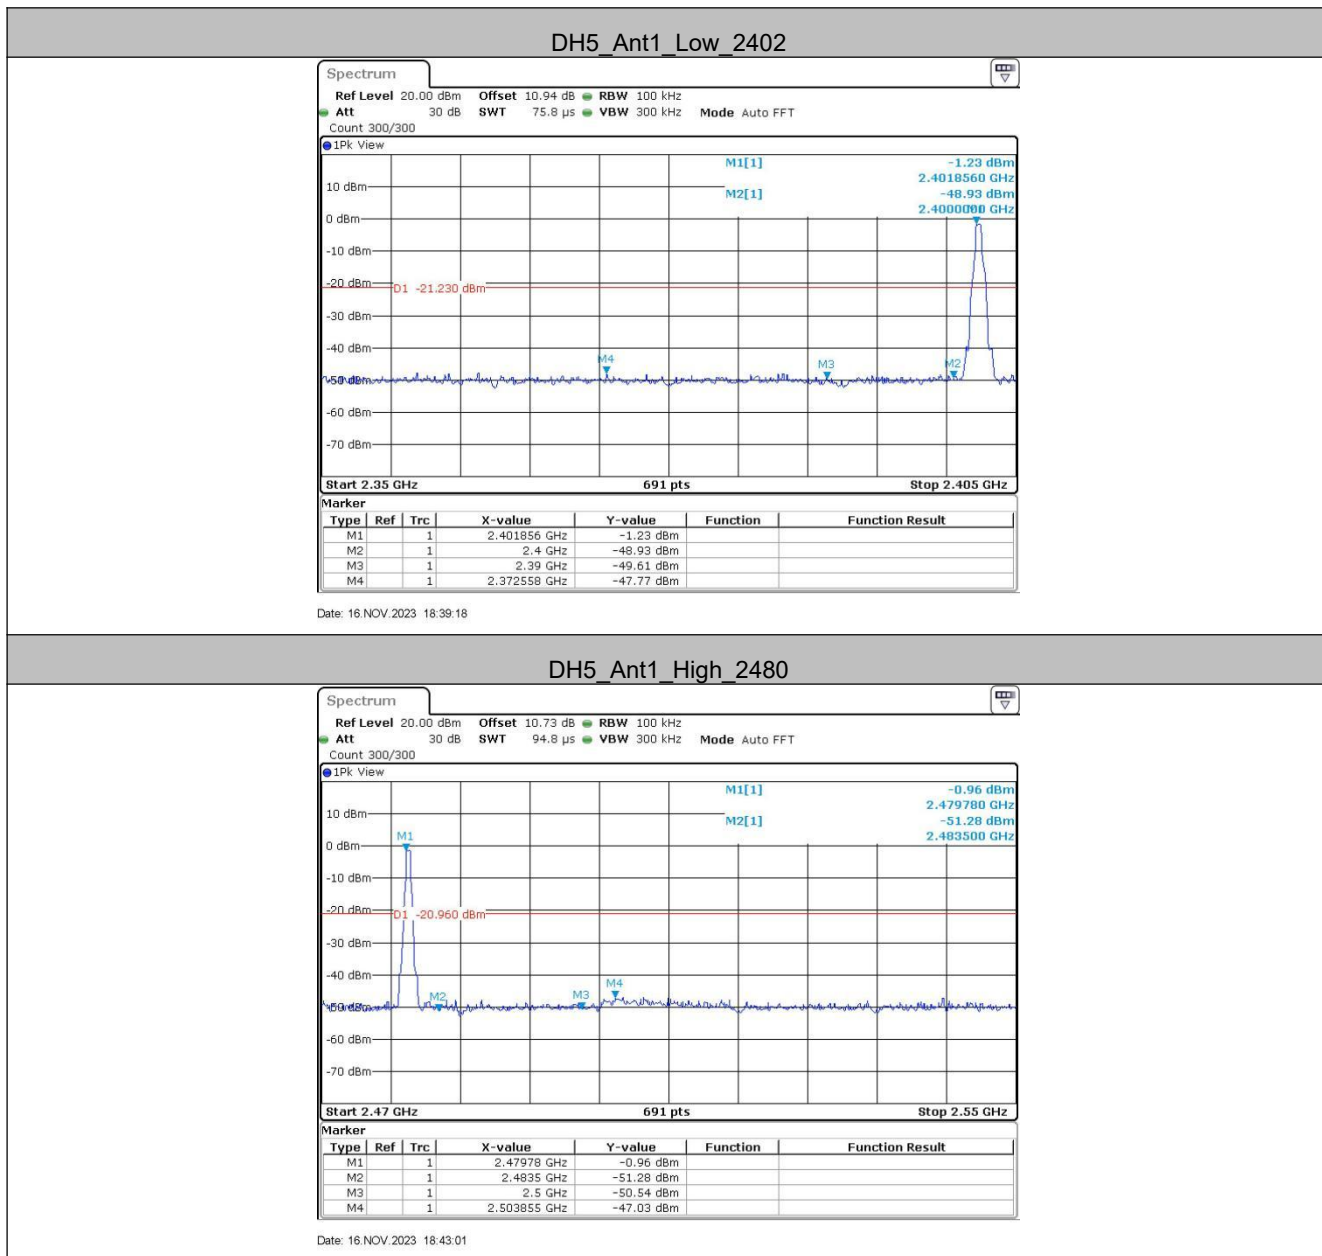 DH5_Ant1_Low_2402
Spectrum
Ref Level 20.00 dBm Offset 10.94 dB RBW 100 kHz
Att 30 dB SWT 75.8 µs VBW 300 kHz Mode Auto FFT
Count 300/300
1Pk View
M1[1] -1.23 dBm
2.4018560 GHz
M2[1] -48.93 dBm
2.4000000 GHz
M1
10 dBm
0 dBm
-10 dBm
-20 dBm
D1 -21.230 dBm
-30 dBm
-40 dBm
M4 M3 M2
-50 dBm
-60 dBm
-70 dBm
Start 2.35 GHz 691 pts Stop 2.405 GHz
Marker
Type Ref Trc X-value Y-value Function Function Result
M1 1 2.401856 GHz -1.23 dBm
M2 1 2.4 GHz -48.93 dBm
M3 1 2.39 GHz -49.61 dBm
M4 1 2.372558 GHz -47.77 dBm
Date: 16.NOV.2023 18:39:18
DH5_Ant1_High_2480
Spectrum
Ref Level 20.00 dBm Offset 10.73 dB RBW 100 kHz
Att 30 dB SWT 94.8 µs VBW 300 kHz Mode Auto FFT
Count 300/300
1Pk View
M1[1] -0.96 dBm
2.479780 GHz
M2[1] -51.28 dBm
2.483500 GHz
10 dBm
M1
0 dBm
-10 dBm
-20 dBm
D1 -20.960 dBm
-30 dBm
-40 dBm
M2 M3 M4
-50 dBm
-60 dBm
-70 dBm
Start 2.47 GHz 691 pts Stop 2.55 GHz
Marker
Type Ref Trc X-value Y-value Function Function Result
M1 1 2.47978 GHz -0.96 dBm
M2 1 2.4835 GHz -51.28 dBm
M3 1 2.5 GHz -50.54 dBm
M4 1 2.503855 GHz -47.03 dBm
Date: 16.NOV.2023 18:43:01